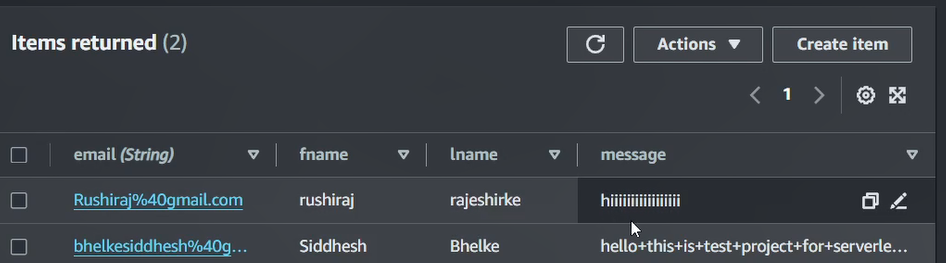 Items returned (2)
Actions
Create item
1
email (String) fname lname message
Rushiraj%40gmail.com rushiraj rajeshirke hiiiiiiiiiiiiiiiii
bhelkesiddhesh%40g... Siddhesh Bhelke hello+this+is+test+project+for+serverle...